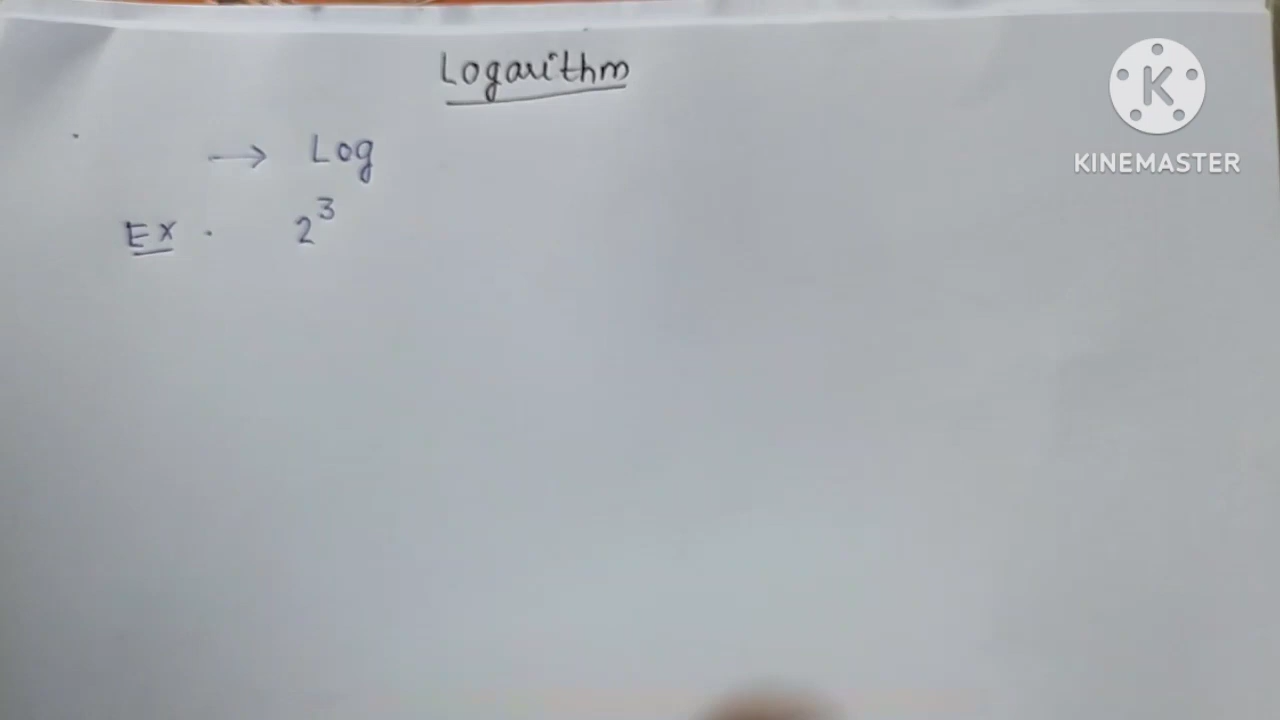 Logarithm
→ Log
Ex. 2³
K
KINEMASTER